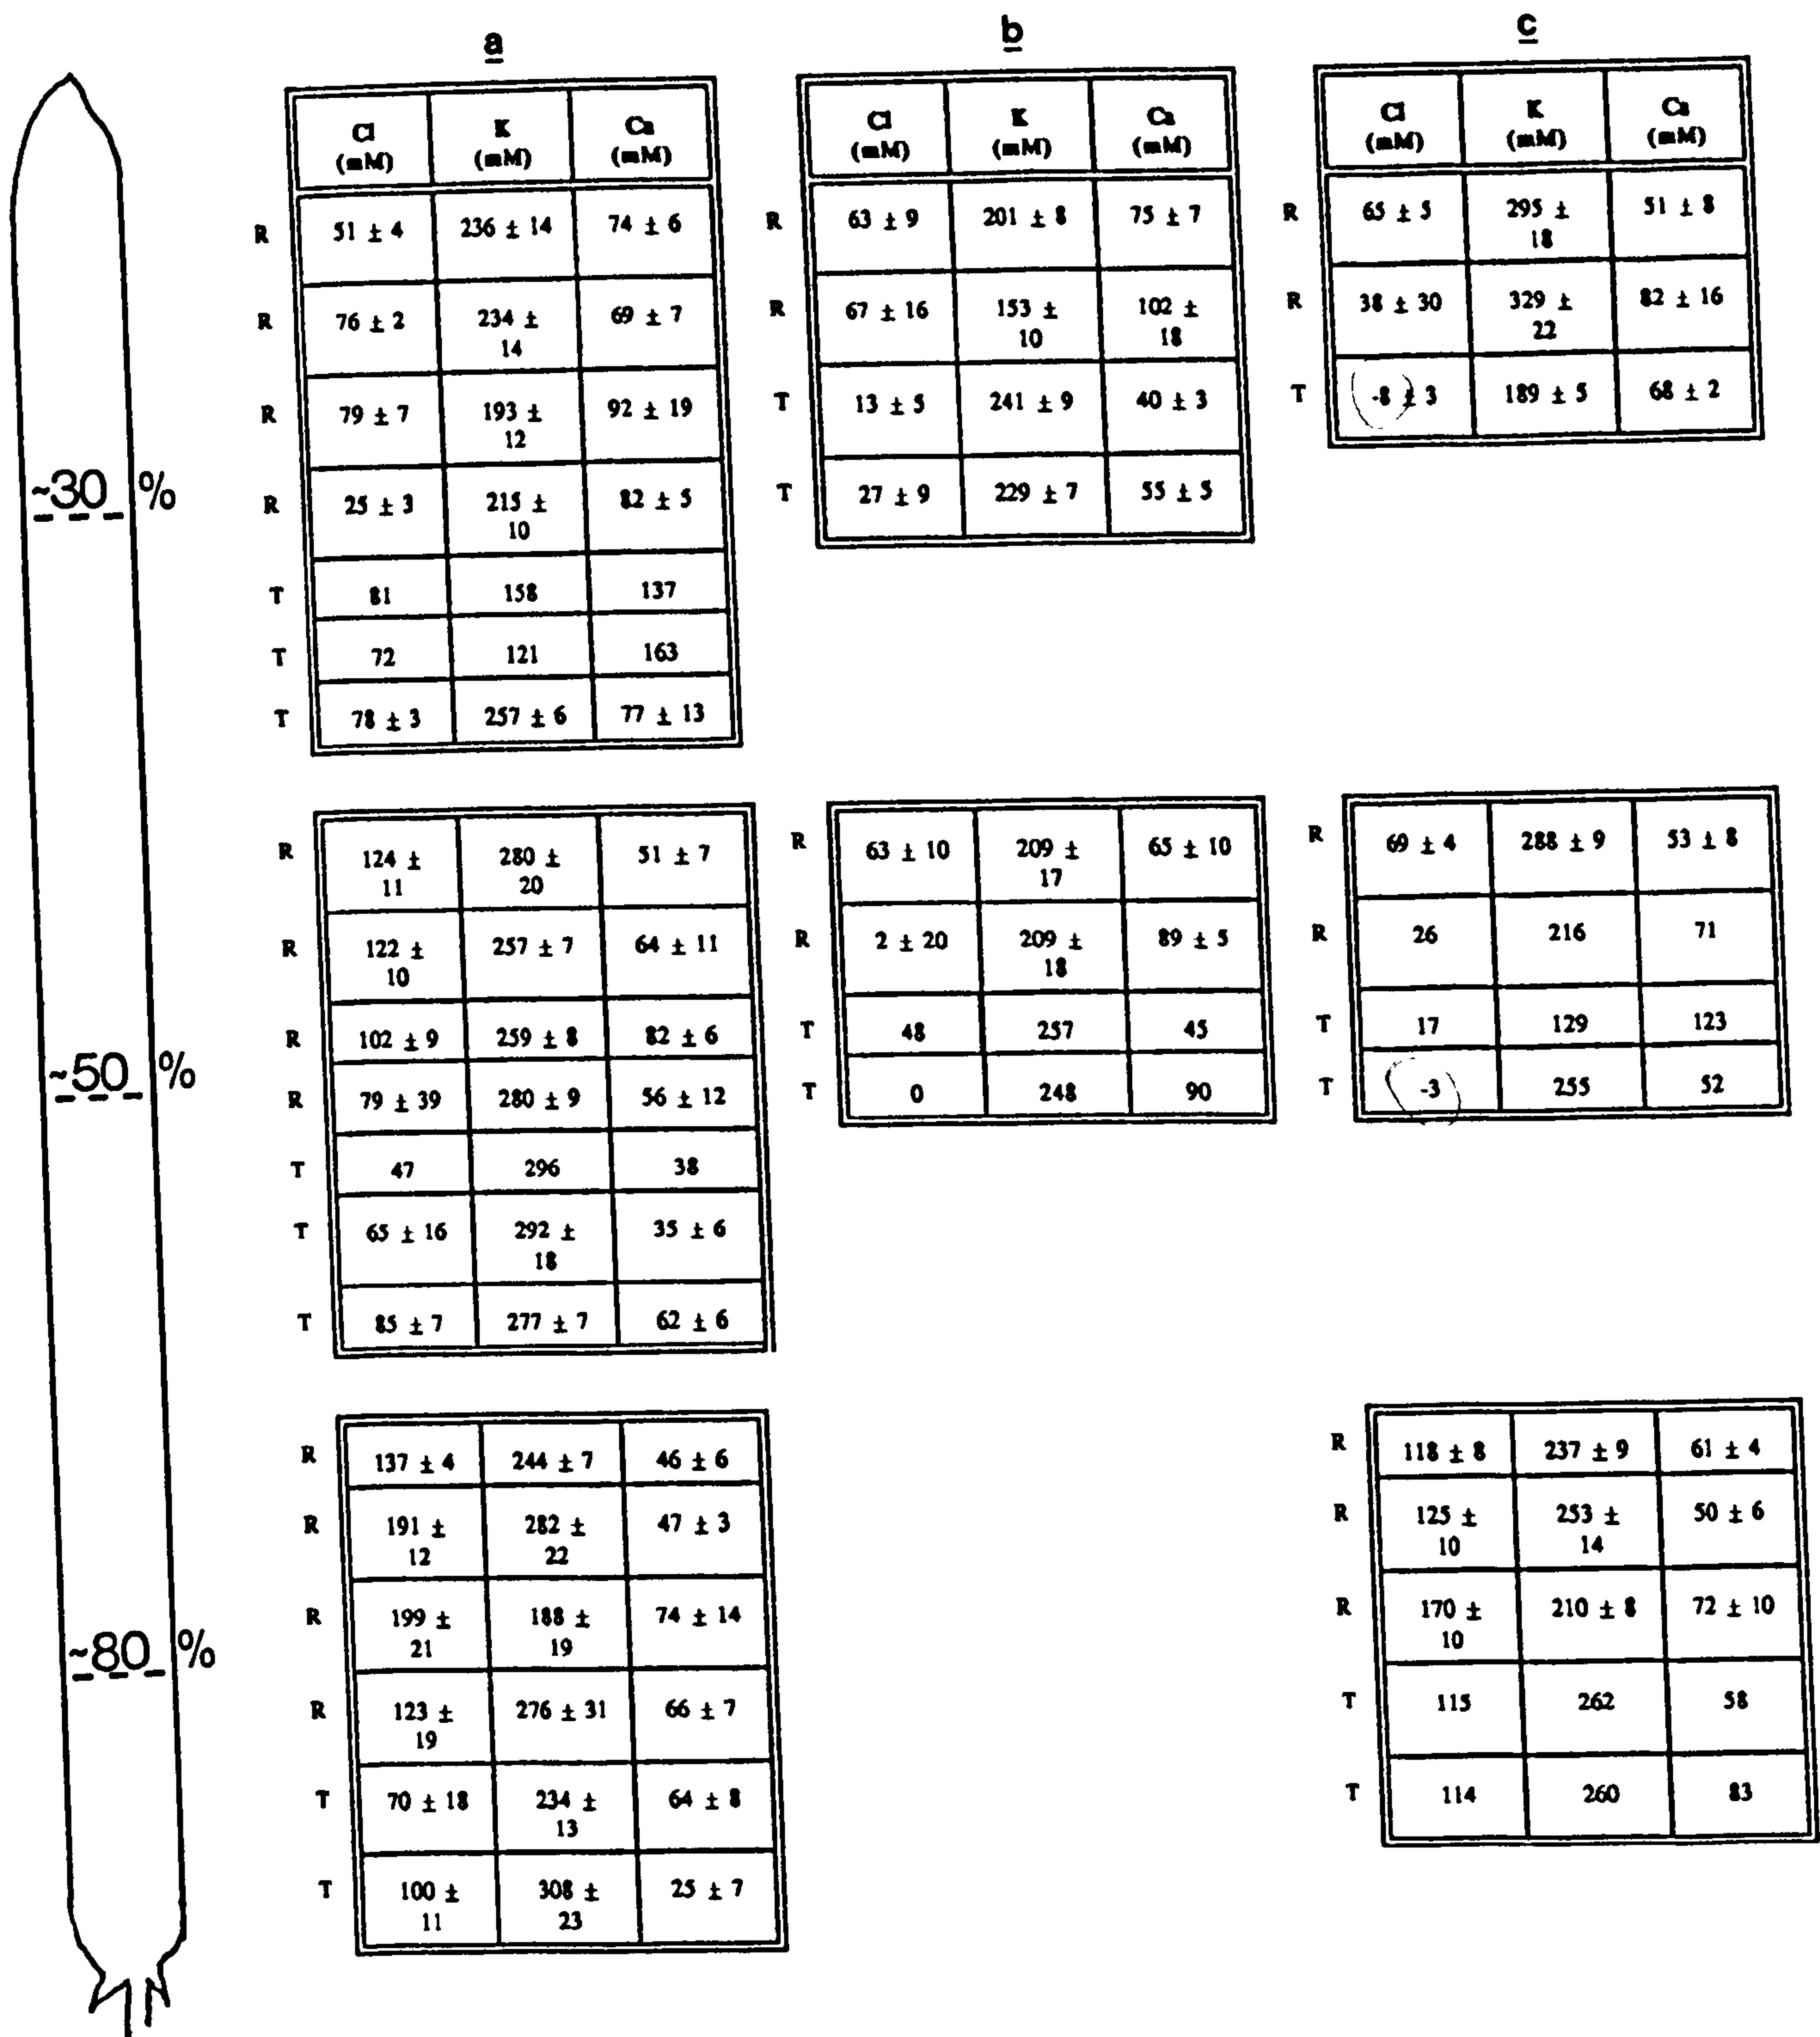 a
Cl (mM) K (mM) Ca (mM)
R 51 ± 4 236 ± 14 74 ± 6
R 76 ± 2 234 ± 14 69 ± 7
R 79 ± 7 193 ± 12 92 ± 19
R 25 ± 3 215 ± 10 82 ± 5
T 81 158 137
T 72 121 163
T 78 ± 3 257 ± 6 77 ± 13
b
Cl (mM) K (mM) Ca (mM)
R 63 ± 9 201 ± 8 75 ± 7
R 67 ± 16 153 ± 10 102 ± 18
T 13 ± 5 241 ± 9 40 ± 3
T 27 ± 9 229 ± 7 55 ± 5
c
Cl (mM) K (mM) Ca (mM)
R 65 ± 5 295 ± 18 51 ± 8
R 38 ± 30 329 ± 22 82 ± 16
T -8 ± 3 189 ± 5 68 ± 2
~30 %
R 124 ± 11 280 ± 20 51 ± 7
R 122 ± 10 257 ± 7 64 ± 11
R 102 ± 9 259 ± 8 82 ± 6
R 79 ± 39 280 ± 9 56 ± 12
T 47 296 38
T 65 ± 16 292 ± 18 35 ± 6
T 85 ± 7 277 ± 7 62 ± 6
R 63 ± 10 209 ± 17 65 ± 10
R 2 ± 20 209 ± 18 89 ± 5
T 48 257 45
T 0 248 90
R 69 ± 4 288 ± 9 53 ± 8
R 26 216 71
T 17 129 123
T -3 255 52
~50 %
R 137 ± 4 244 ± 7 46 ± 6
R 191 ± 12 282 ± 22 47 ± 3
R 199 ± 21 188 ± 19 74 ± 14
R 123 ± 19 276 ± 31 66 ± 7
T 70 ± 18 234 ± 13 64 ± 8
T 100 ± 11 308 ± 23 25 ± 7
R 118 ± 8 237 ± 9 61 ± 4
R 125 ± 10 253 ± 14 50 ± 6
R 170 ± 10 210 ± 8 72 ± 10
T 115 262 58
T 114 260 83
~80 %